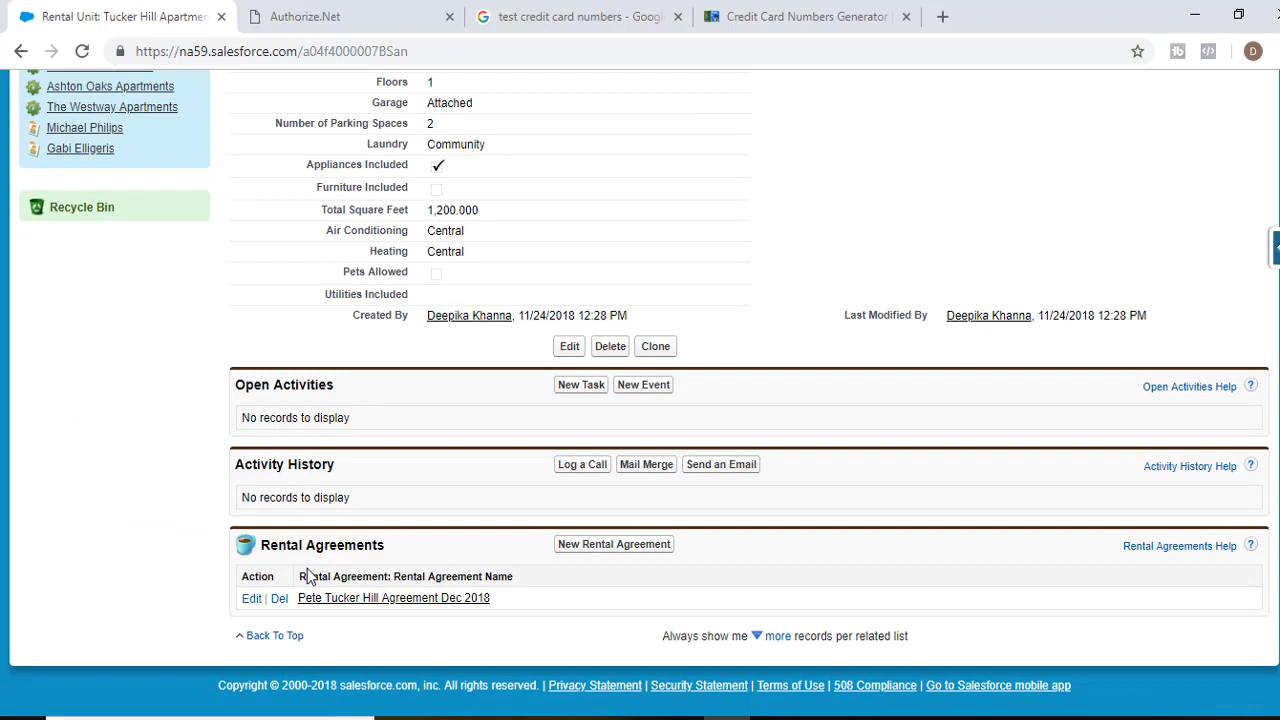 Rental Unit: Tucker Hill Apartmer
Authorize.Net
test credit card numbers - Googl
Credit Card Numbers Generator
https://na59.salesforce.com/a04f4000007BSan
D
Ashton Oaks Apartments
The Westway Apartments
Michael Philips
Gabi Elligeris
Recycle Bin
Floors 1
Garage Attached
Number of Parking Spaces 2
Laundry Community
Appliances Included
Furniture Included
Total Square Feet 1,200.000
Air Conditioning Central
Heating Central
Pets Allowed
Utilities Included
Created By Deepika Khanna, 11/24/2018 12:28 PM Last Modified By Deepika Khanna, 11/24/2018 12:28 PM
Edit Delete Clone
Open Activities New Task New Event Open Activities Help ?
No records to display
Activity History Log a Call Mail Merge Send an Email Activity History Help ?
No records to display
Rental Agreements New Rental Agreement Rental Agreements Help ?
Action Rental Agreement: Rental Agreement Name
Edit | Del Pete Tucker Hill Agreement Dec 2018
Back To Top Always show me more records per related list
Copyright © 2000-2018 salesforce.com, inc. All rights reserved. | Privacy Statement | Security Statement | Terms of Use | 508 Compliance | Go to Salesforce mobile app